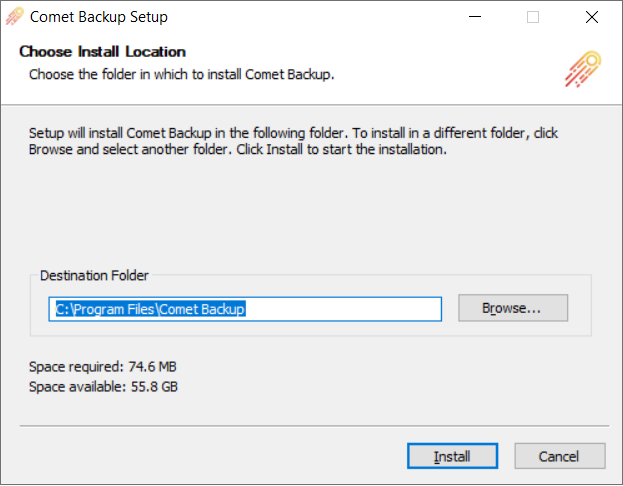 Comet Backup Setup
Choose Install Location
Choose the folder in which to install Comet Backup.
Setup will install Comet Backup in the following folder. To install in a different folder, click
Browse and select another folder. Click Install to start the installation.
Destination Folder
C:\Program Files\Comet Backup
Browse...
Space required: 74.6 MB
Space available: 55.8 GB
Install
Cancel